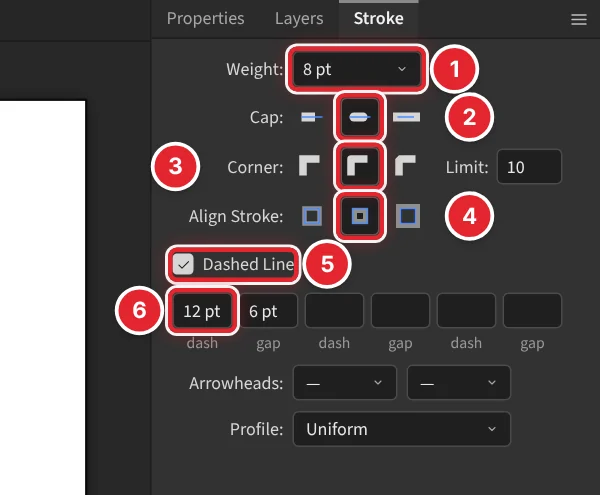 Properties Layers Stroke
Weight: 8 pt 1
Cap: 2
3 Corner: Limit: 10
Align Stroke: 4
Dashed Line 5
6 12 pt 6 pt
dash gap dash gap dash gap
Arrowheads: — —
Profile: Uniform